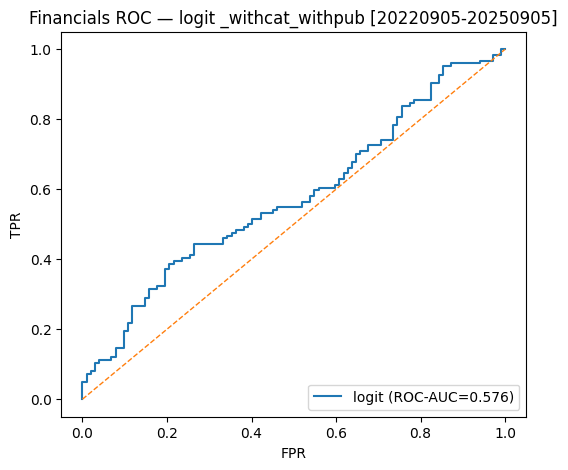 Financials ROC — logit _withcat_withpub [20220905-20250905]
1.0
0.8
0.6
0.4
0.2
0.0
TPR
logit (ROC-AUC=0.576)
0.0 0.2 0.4 0.6 0.8 1.0
FPR